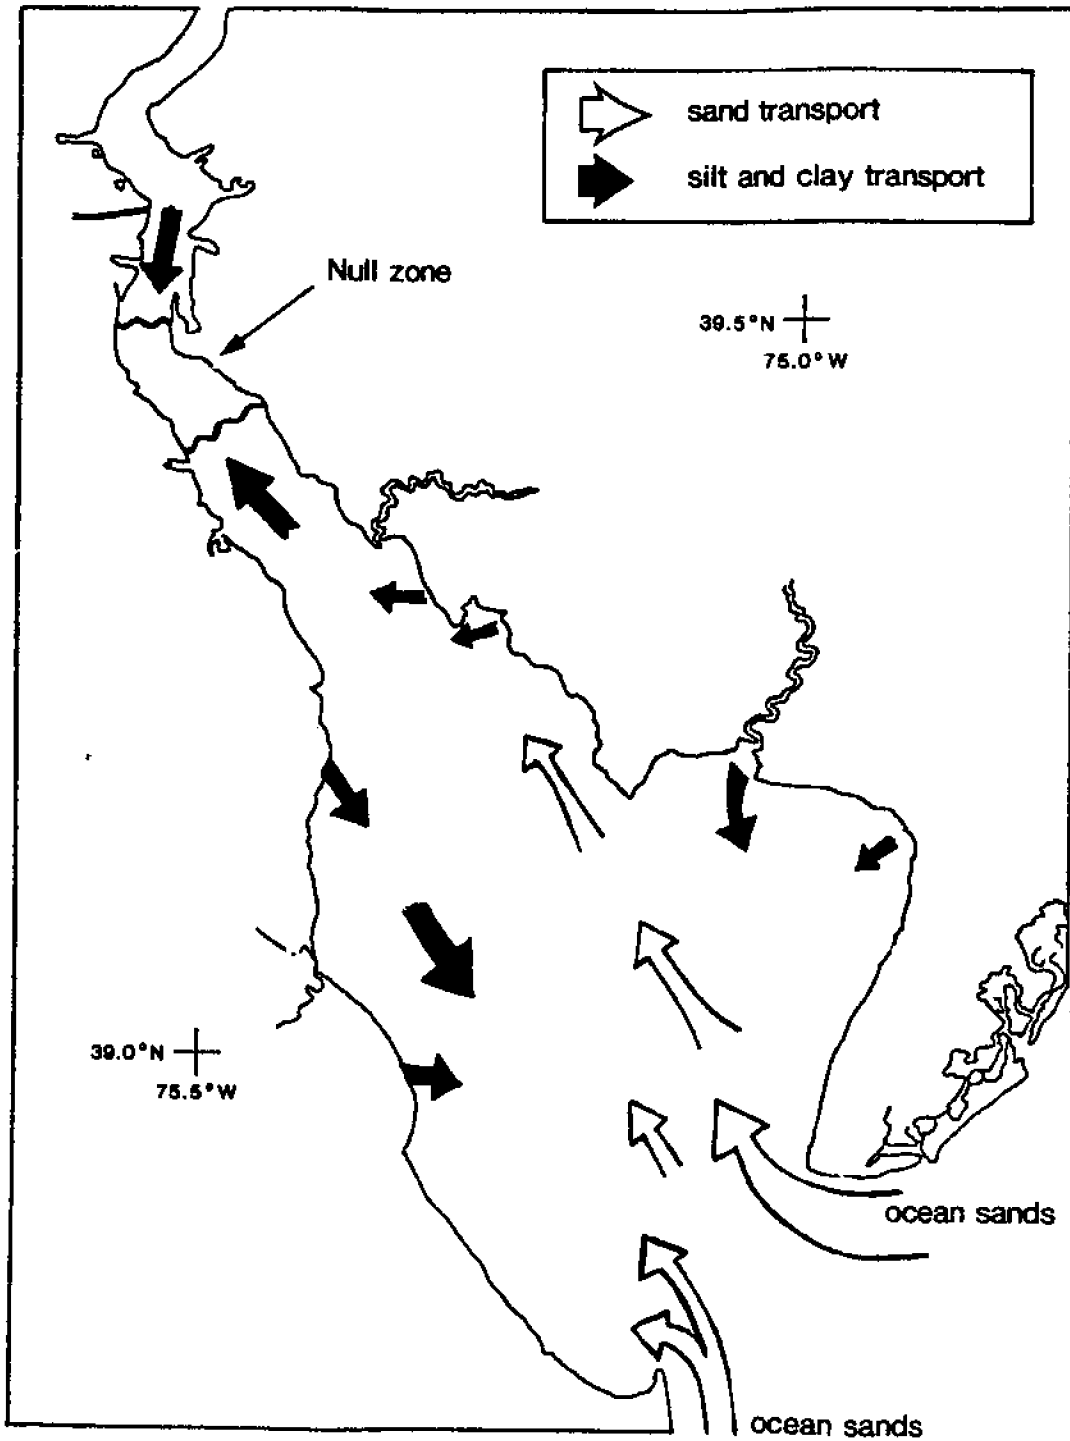 sand transport
silt and clay transport
Null zone
39.5°N
75.0°W
39.0°N
75.5°W
ocean sands
ocean sands